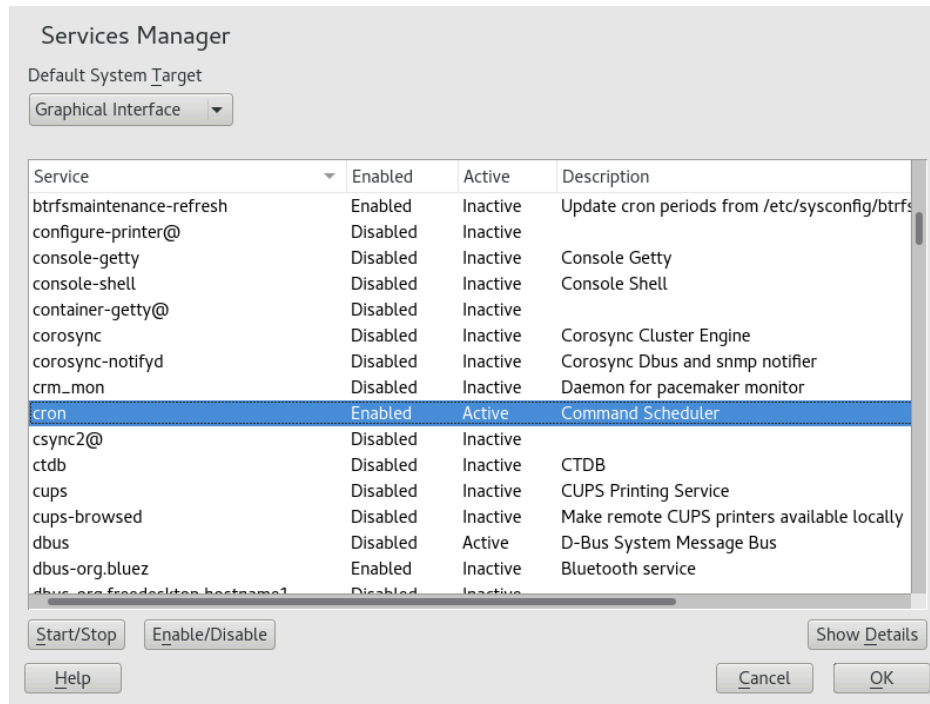 Services Manager
Default System Target
Graphical Interface
Service Enabled Active Description
btrfsmaintenance-refresh Enabled Inactive Update cron periods from /etc/sysconfig/btrfs
configure-printer@ Disabled Inactive
console-getty Disabled Inactive Console Getty
console-shell Disabled Inactive Console Shell
container-getty@ Disabled Inactive
corosync Disabled Inactive Corosync Cluster Engine
corosync-notifyd Disabled Inactive Corosync Dbus and snmp notifier
crm_mon Disabled Inactive Daemon for pacemaker monitor
cron Enabled Active Command Scheduler
csync2@ Disabled Inactive
ctdb Disabled Inactive CTDB
cups Disabled Inactive CUPS Printing Service
cups-browsed Disabled Inactive Make remote CUPS printers available locally
dbus Disabled Active D-Bus System Message Bus
dbus-org.bluez Enabled Inactive Bluetooth service
dbus-org.freedesktop.hostname1 Disabled Inactive
Start/Stop Enable/Disable Show Details
Help Cancel OK